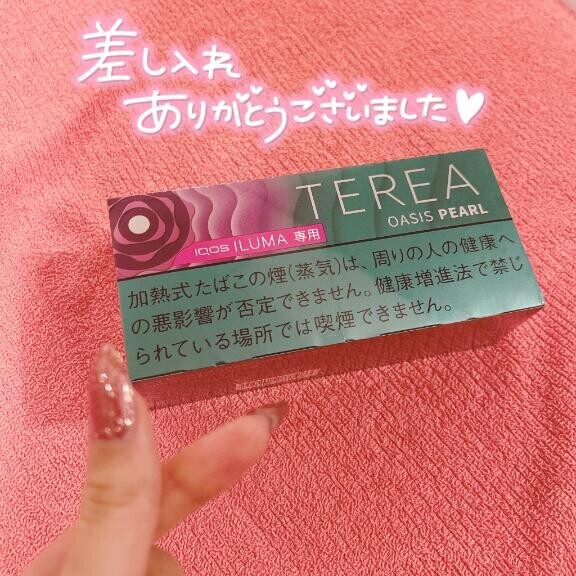 差し入れ
ありがとうございました♥
TEREA
OASIS PEARL
IQOS ILUMA 専用
加熱式たばこの煙(蒸気)は、周りの人の健康へ
の悪影響が否定できません。健康増進法で禁じ
られている場所では喫煙できません。